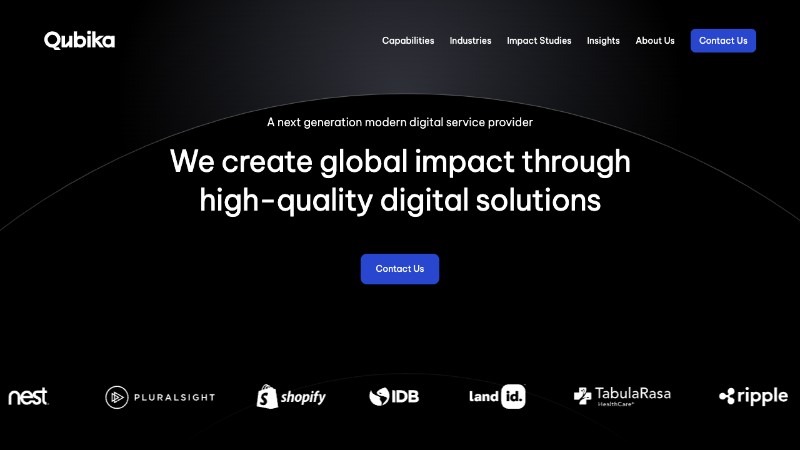 Qubika
Capabilities
Industries
Impact Studies
Insights
About Us
Contact Us
A next generation modern digital service provider
We create global impact through
high-quality digital solutions
Contact Us
nest
PLURALSIGHT
shopify
IDB
land id.
TabulaRasa
HealthCare
ripple